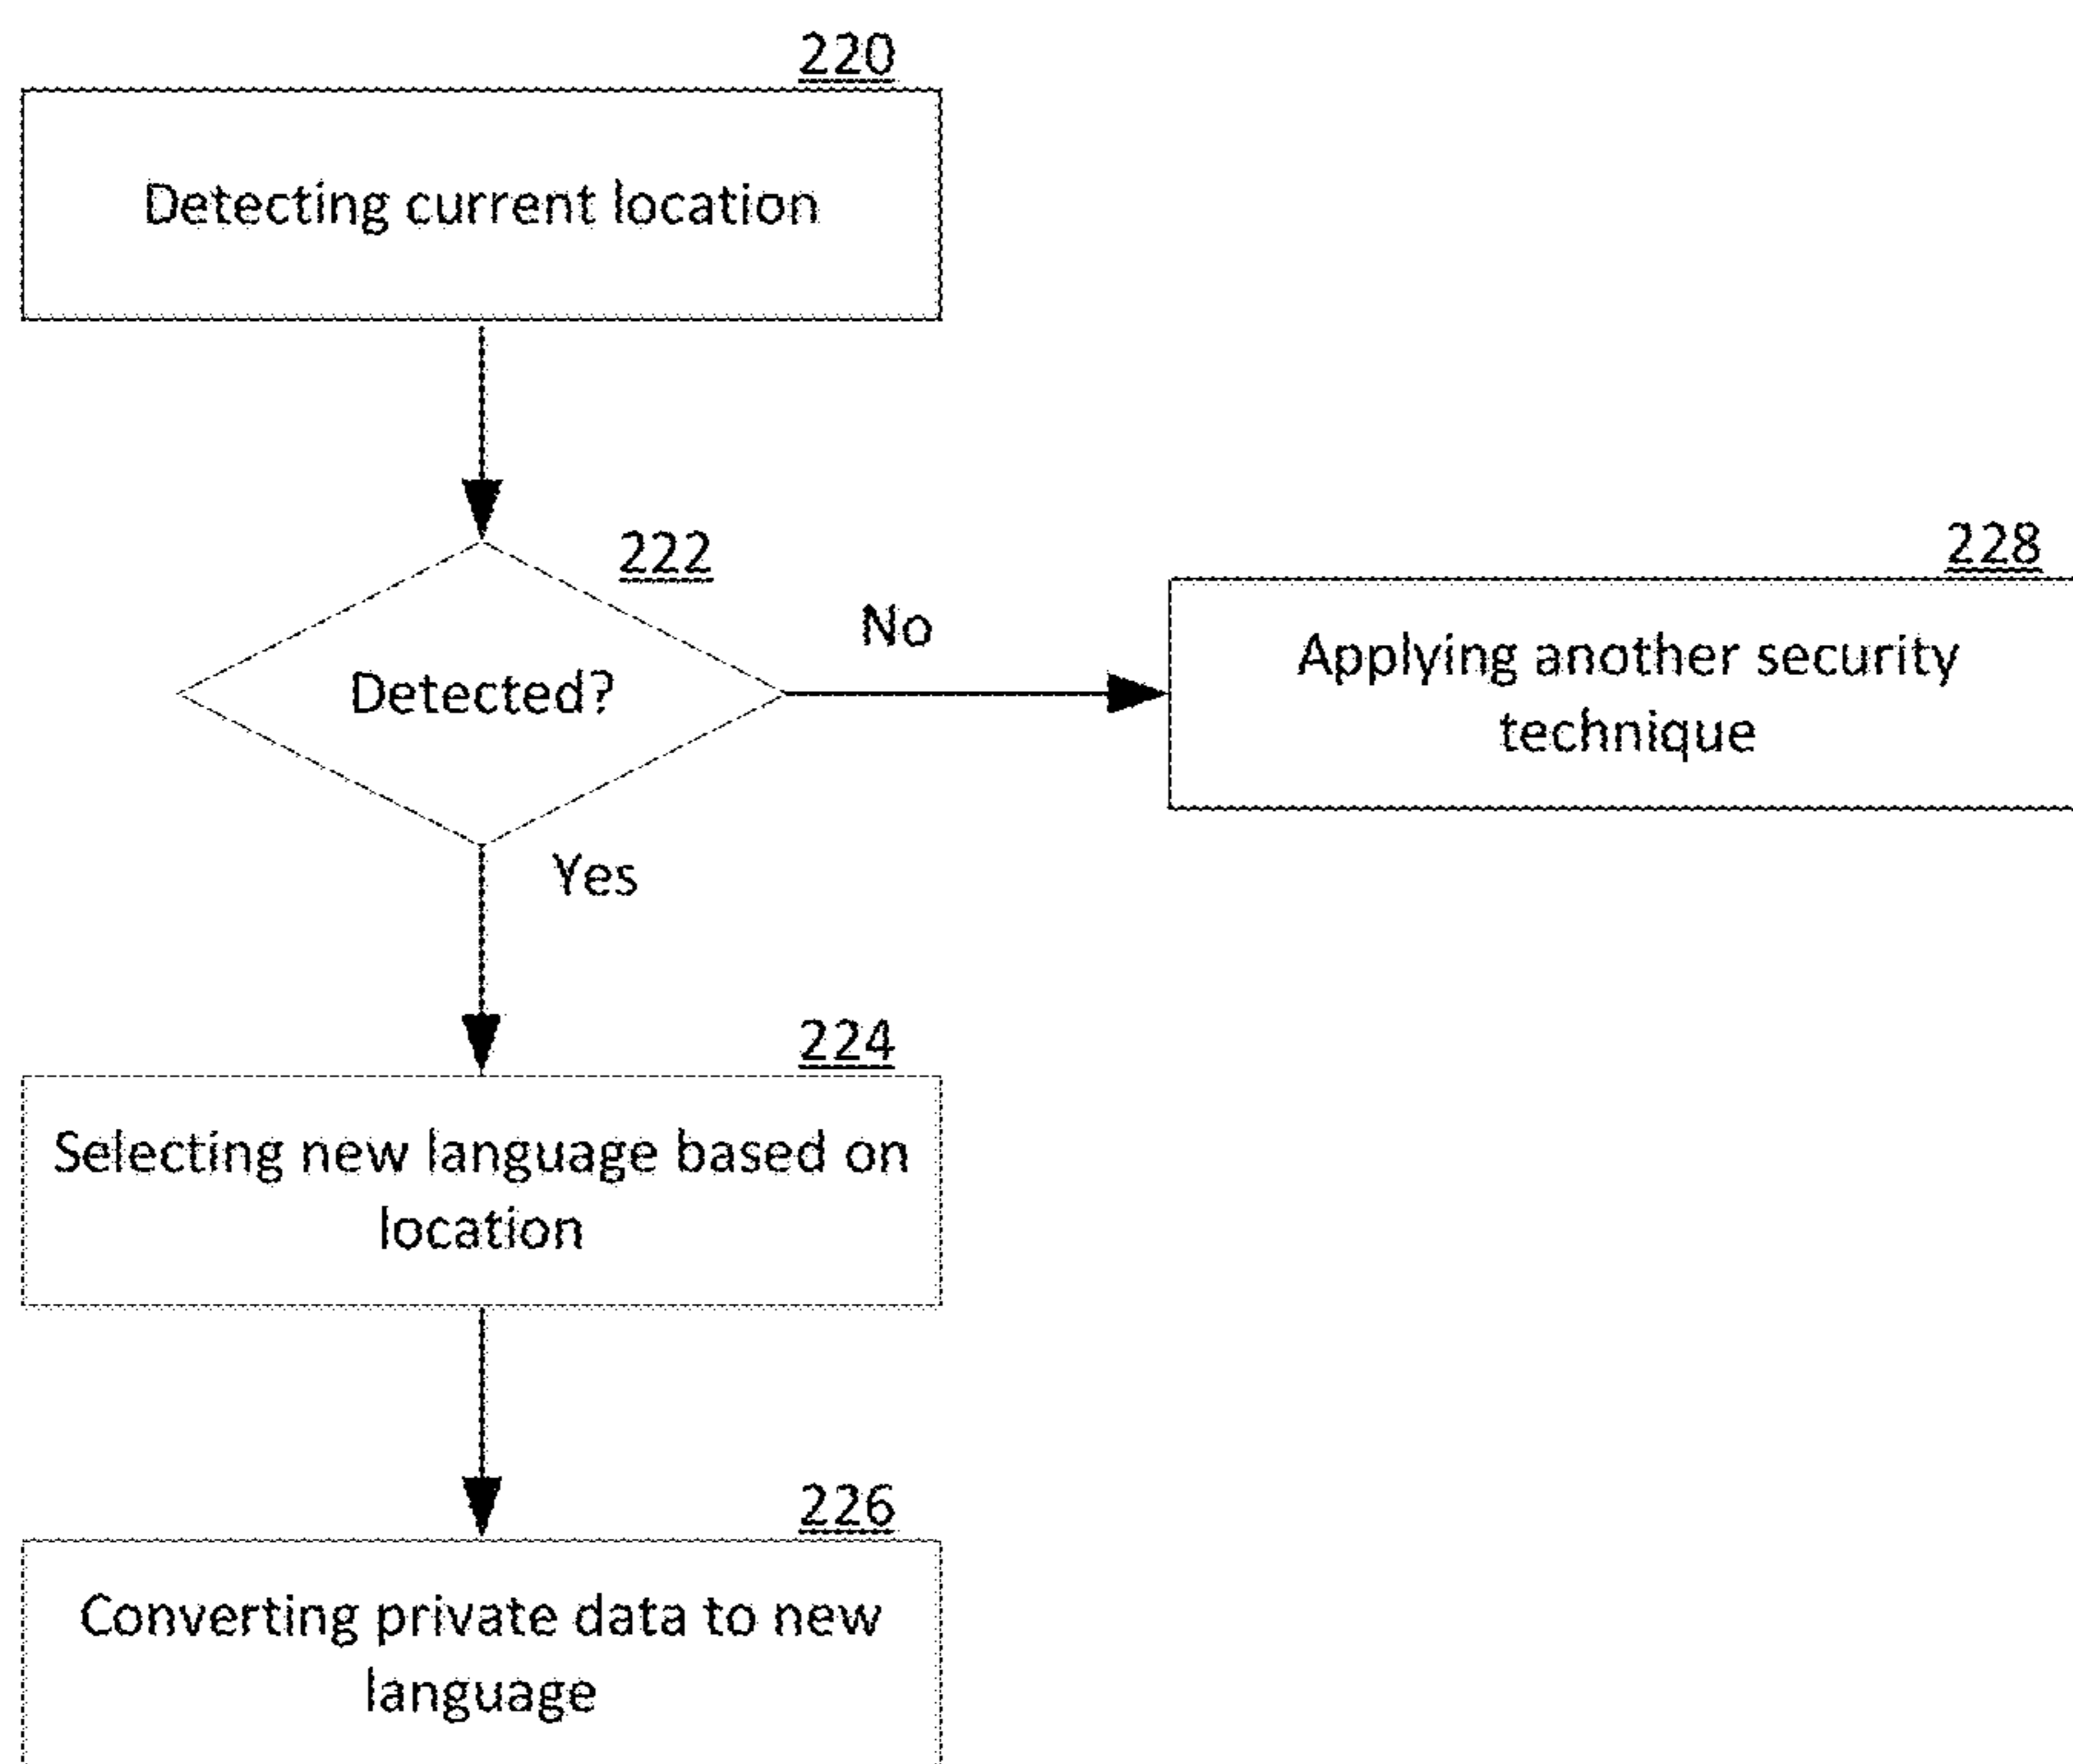 220
Detecting current location
222
228
No
Applying another security
technique
Detected?
Yes
224
Selecting new language based on
location
226
Converting private data to new
language